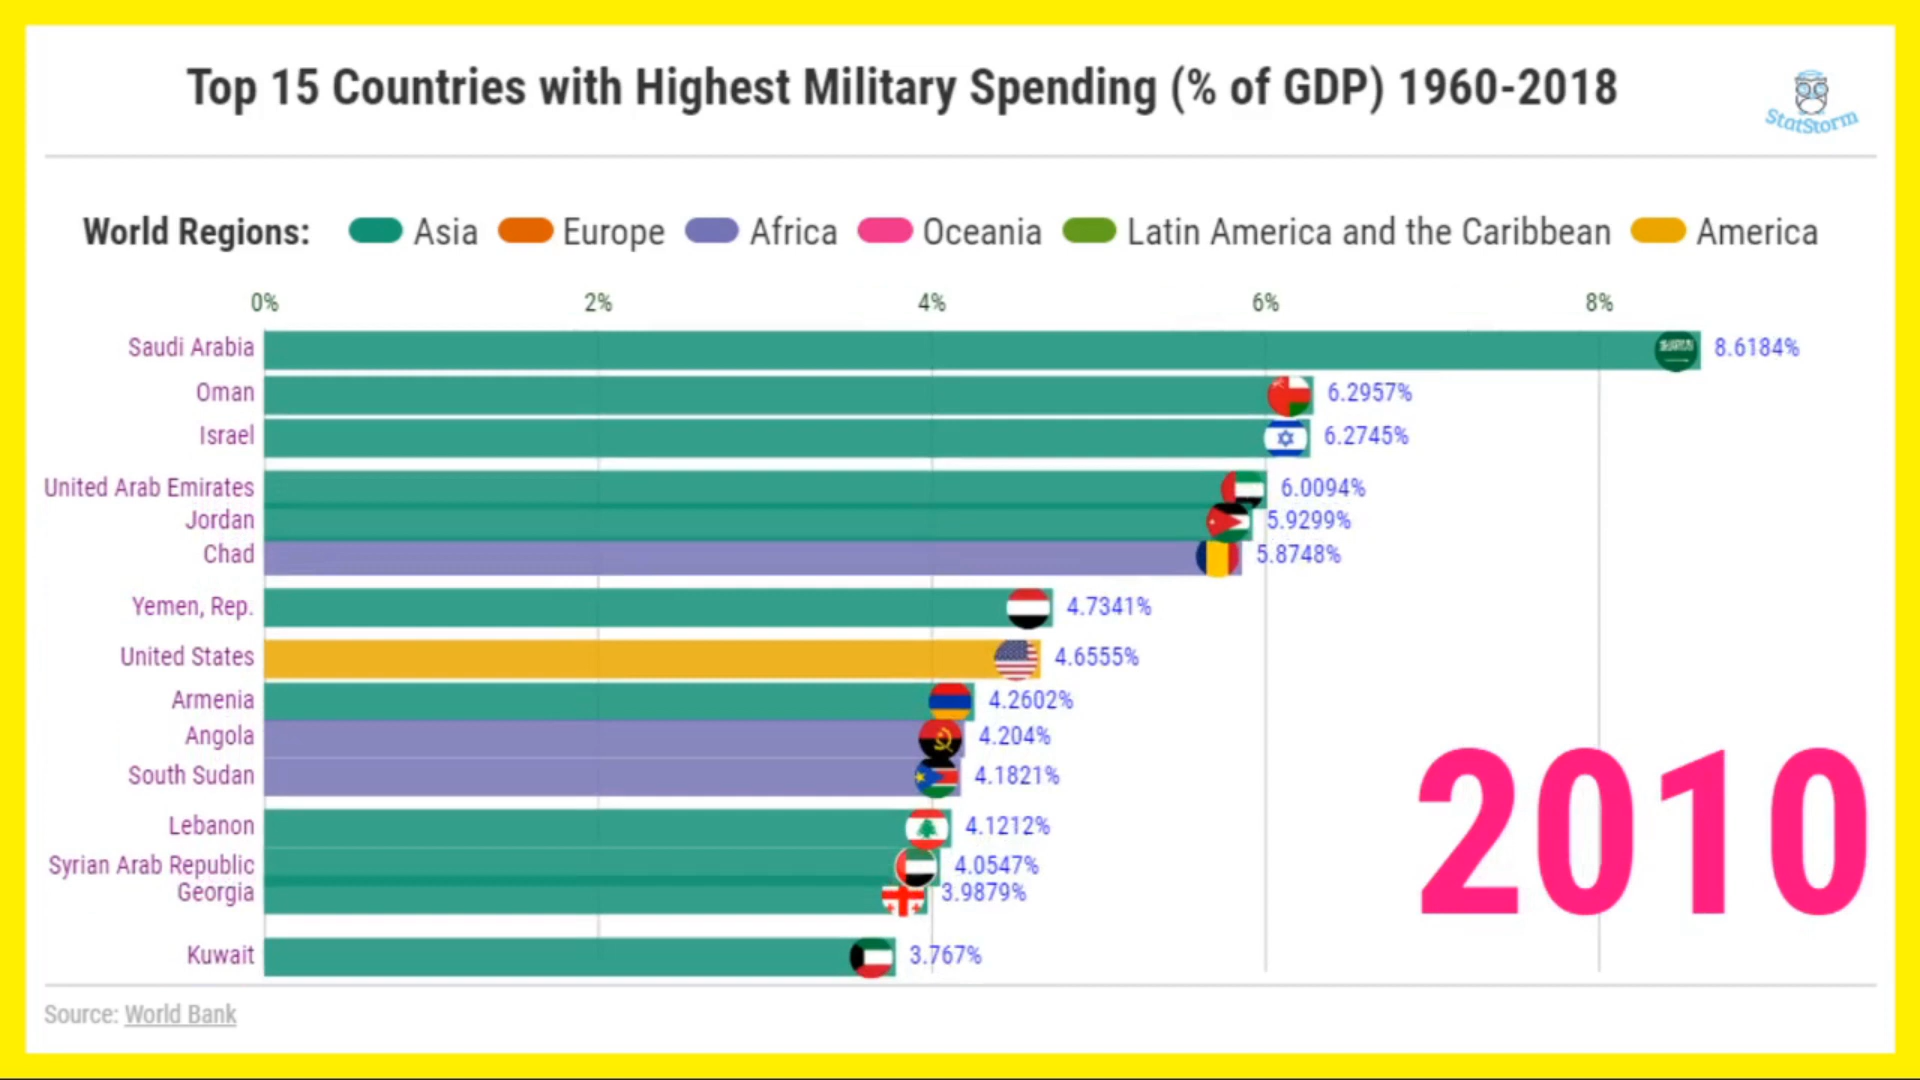 Top 15 Countries with Highest Military Spending (% of GDP) 1960-2018
StatStorm
World Regions: Asia Europe Africa Oceania Latin America and the Caribbean America
0% 2% 4% 6% 8%
Saudi Arabia 8.6184%
Oman 6.2957%
Israel 6.2745%
United Arab Emirates 6.0094%
Jordan 5.9299%
Chad 5.8748%
Yemen, Rep. 4.7341%
United States 4.6555%
Armenia 4.2602%
Angola 4.204%
South Sudan 4.1821%
Lebanon 4.1212%
Syrian Arab Republic 4.0547%
Georgia 3.9879%
Kuwait 3.767%
2010
Source: World Bank